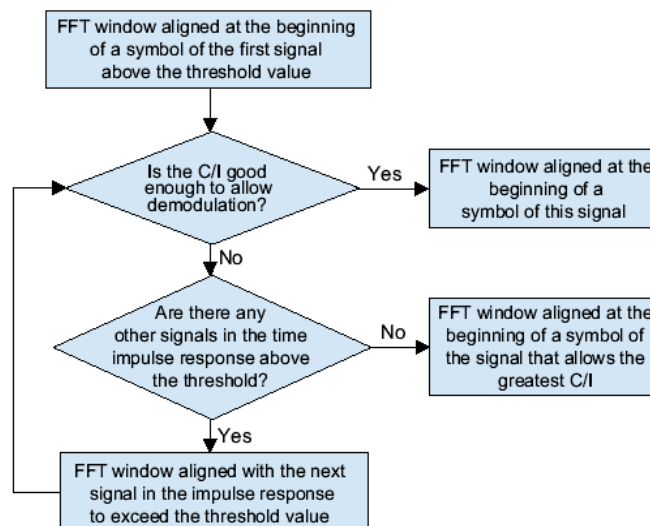 FFT window aligned at the beginning
of a symbol of the first signal
above the threshold value
Is the C/I good
enough to allow
demodulation?
Yes
FFT window aligned at the
beginning of a
symbol of this signal
No
Are there any
other signals in the time
impulse response above
the threshold?
No
FFT window aligned at the
beginning of a symbol of
the signal that allows the
greatest C/I
Yes
FFT window aligned with the next
signal in the impulse response
to exceed the threshold value